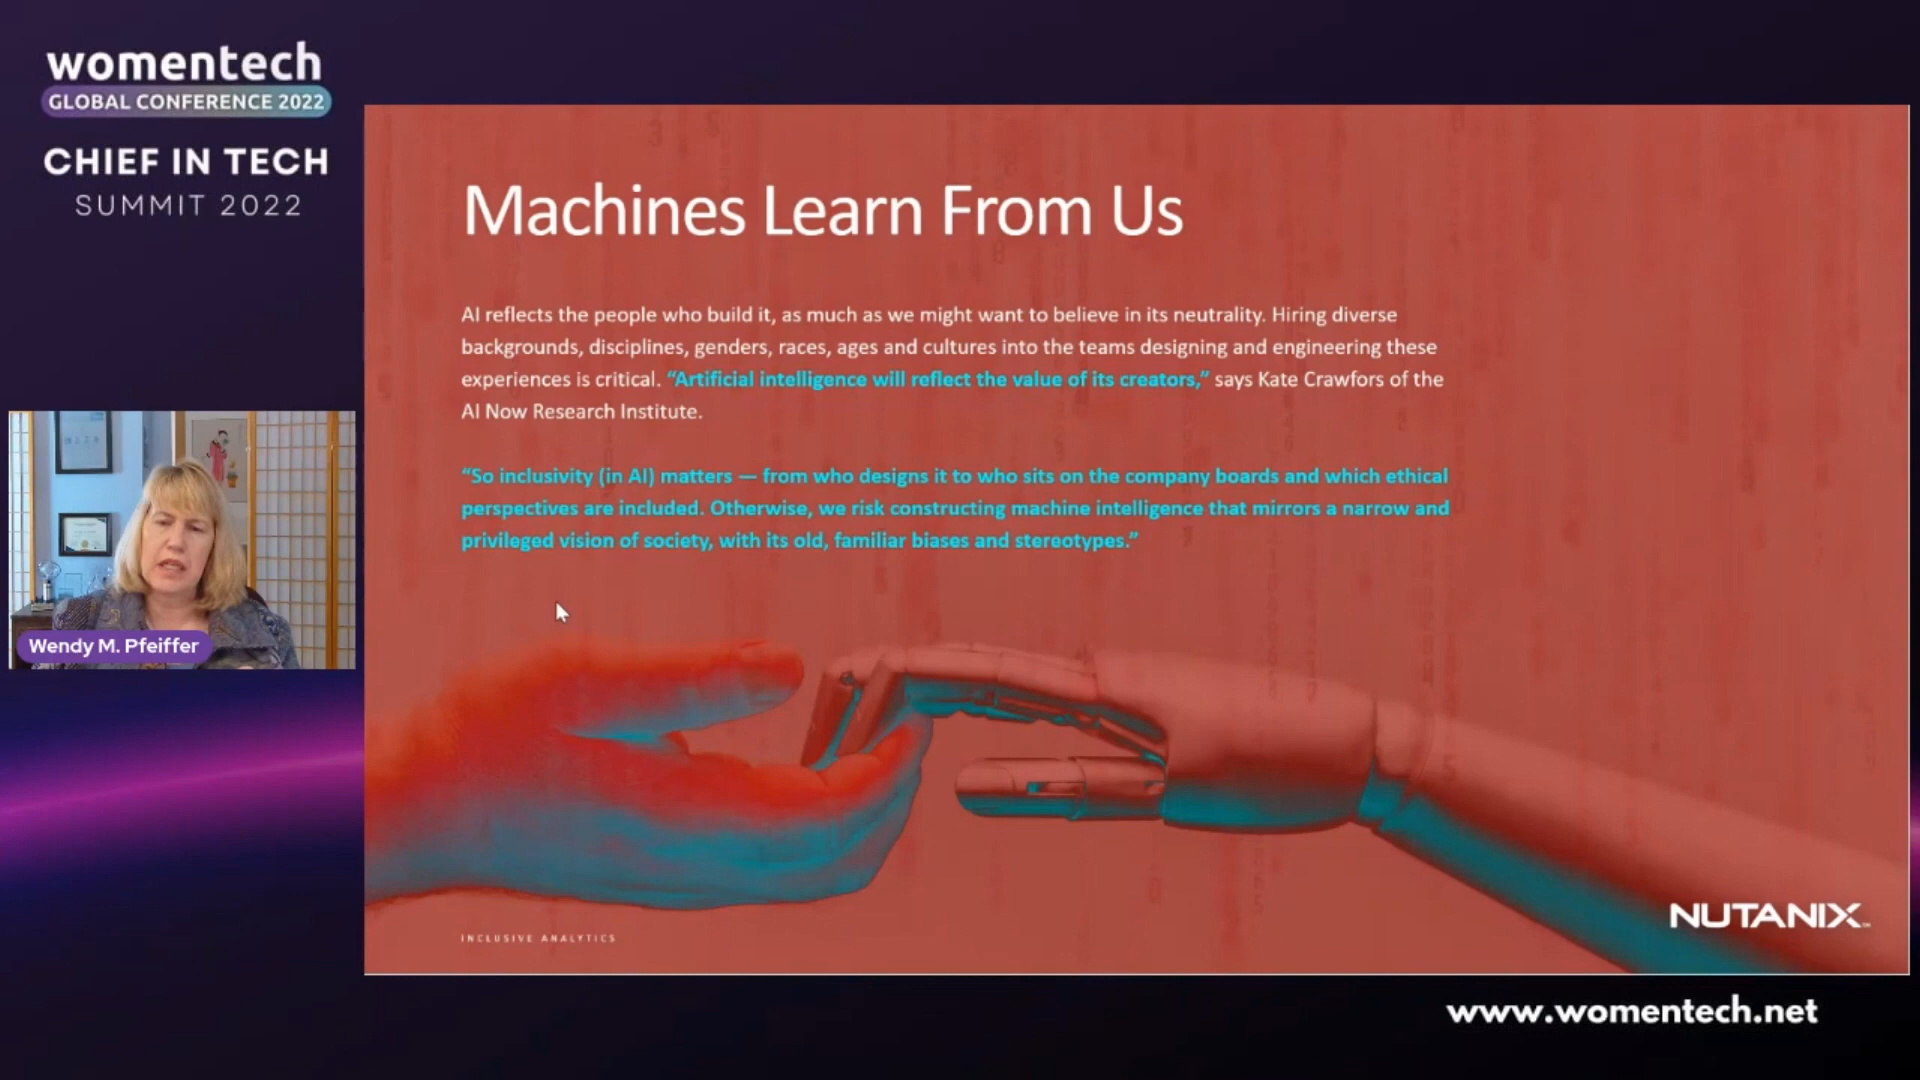 womentech
GLOBAL CONFERENCE 2022
CHIEF IN TECH
SUMMIT 2022
Wendy M. Pfeiffer
Machines Learn From Us
AI reflects the people who build it, as much as we might want to believe in its neutrality. Hiring diverse
backgrounds, disciplines, genders, races, ages and cultures into the teams designing and engineering these
experiences is critical. “Artificial intelligence will reflect the value of its creators,” says Kate Crawfors of the
AI Now Research Institute.
“So inclusivity (in AI) matters — from who designs it to who sits on the company boards and which ethical
perspectives are included. Otherwise, we risk constructing machine intelligence that mirrors a narrow and
privileged vision of society, with its old, familiar biases and stereotypes.”
INCLUSIVE ANALYTICS
NUTANIX
www.womentech.net